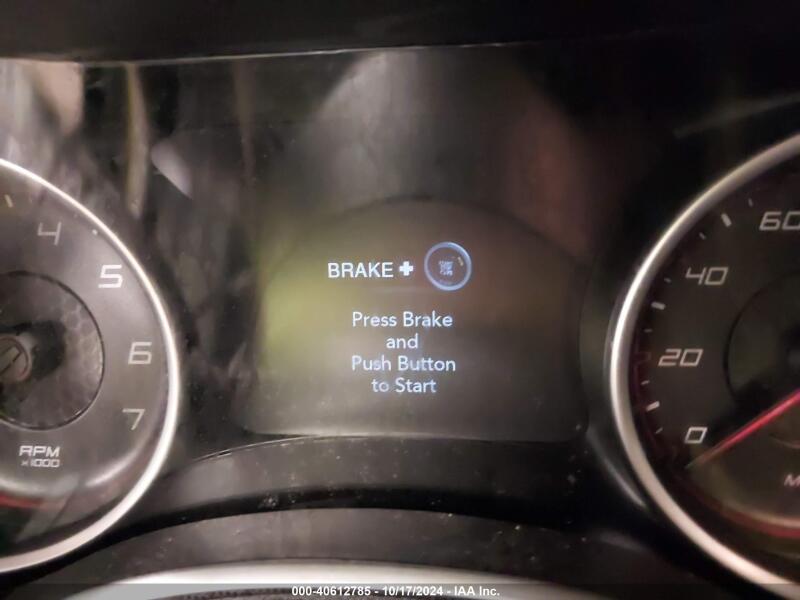 BRAKE +
Press Brake
and
Push Button
to Start
4
5
6
7
RPM
x1000
60
40
20
0
000-40612785 - 10/17/2024 - IAA Inc.